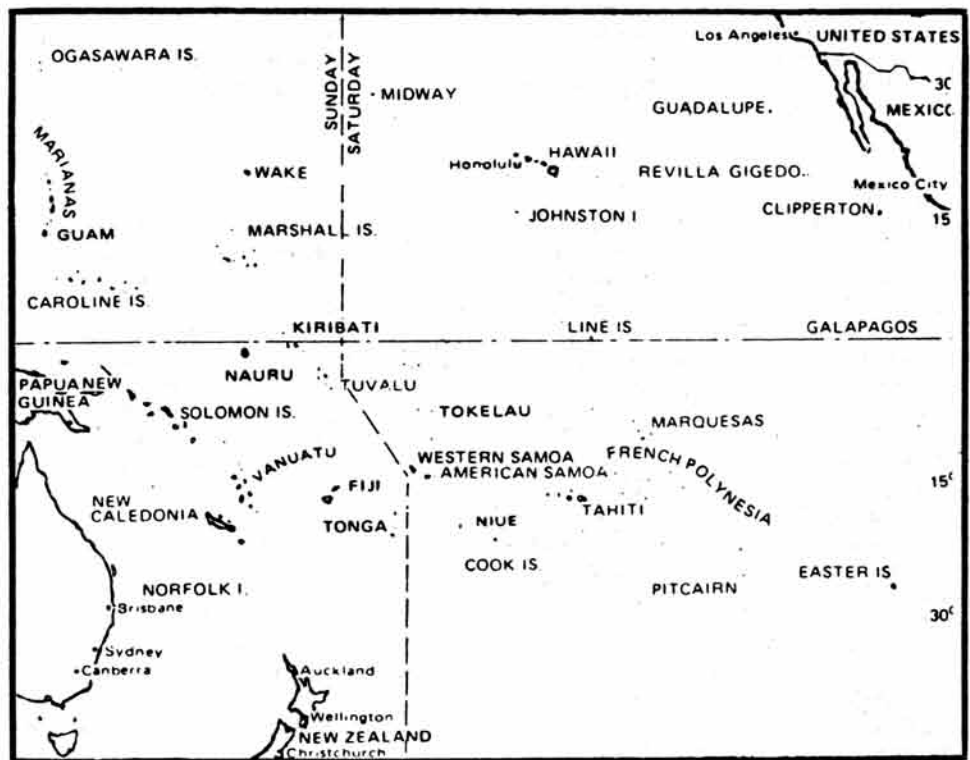 Los Angeles
UNITED STATES
OGASAWARA IS.
SUNDAY
SATURDAY
MIDWAY
30
GUADALUPE
MEXICO
MARIANAS
WAKE
Honolulu
HAWAII
REVILLA GIGEDO
Mexico City
GUAM
MARSHALL IS.
JOHNSTON I
CLIPPERTON
15
CAROLINE IS.
KIRIBATI
LINE IS
GALAPAGOS
NAURU
TUVALU
PAPUA NEW
GUINEA
SOLOMON IS.
TOKELAU
MARQUESAS
WESTERN SAMOA
AMERICAN SAMOA
FRENCH POLYNESIA
VANUATU
FIJI
15°
NEW
CALEDONIA
TONGA
NIUE
TAHITI
COOK IS.
NORFOLK I.
PITCAIRN
EASTER IS
Brisbane
30°
Sydney
Canberra
Auckland
Wellington
NEW ZEALAND
Christchurch